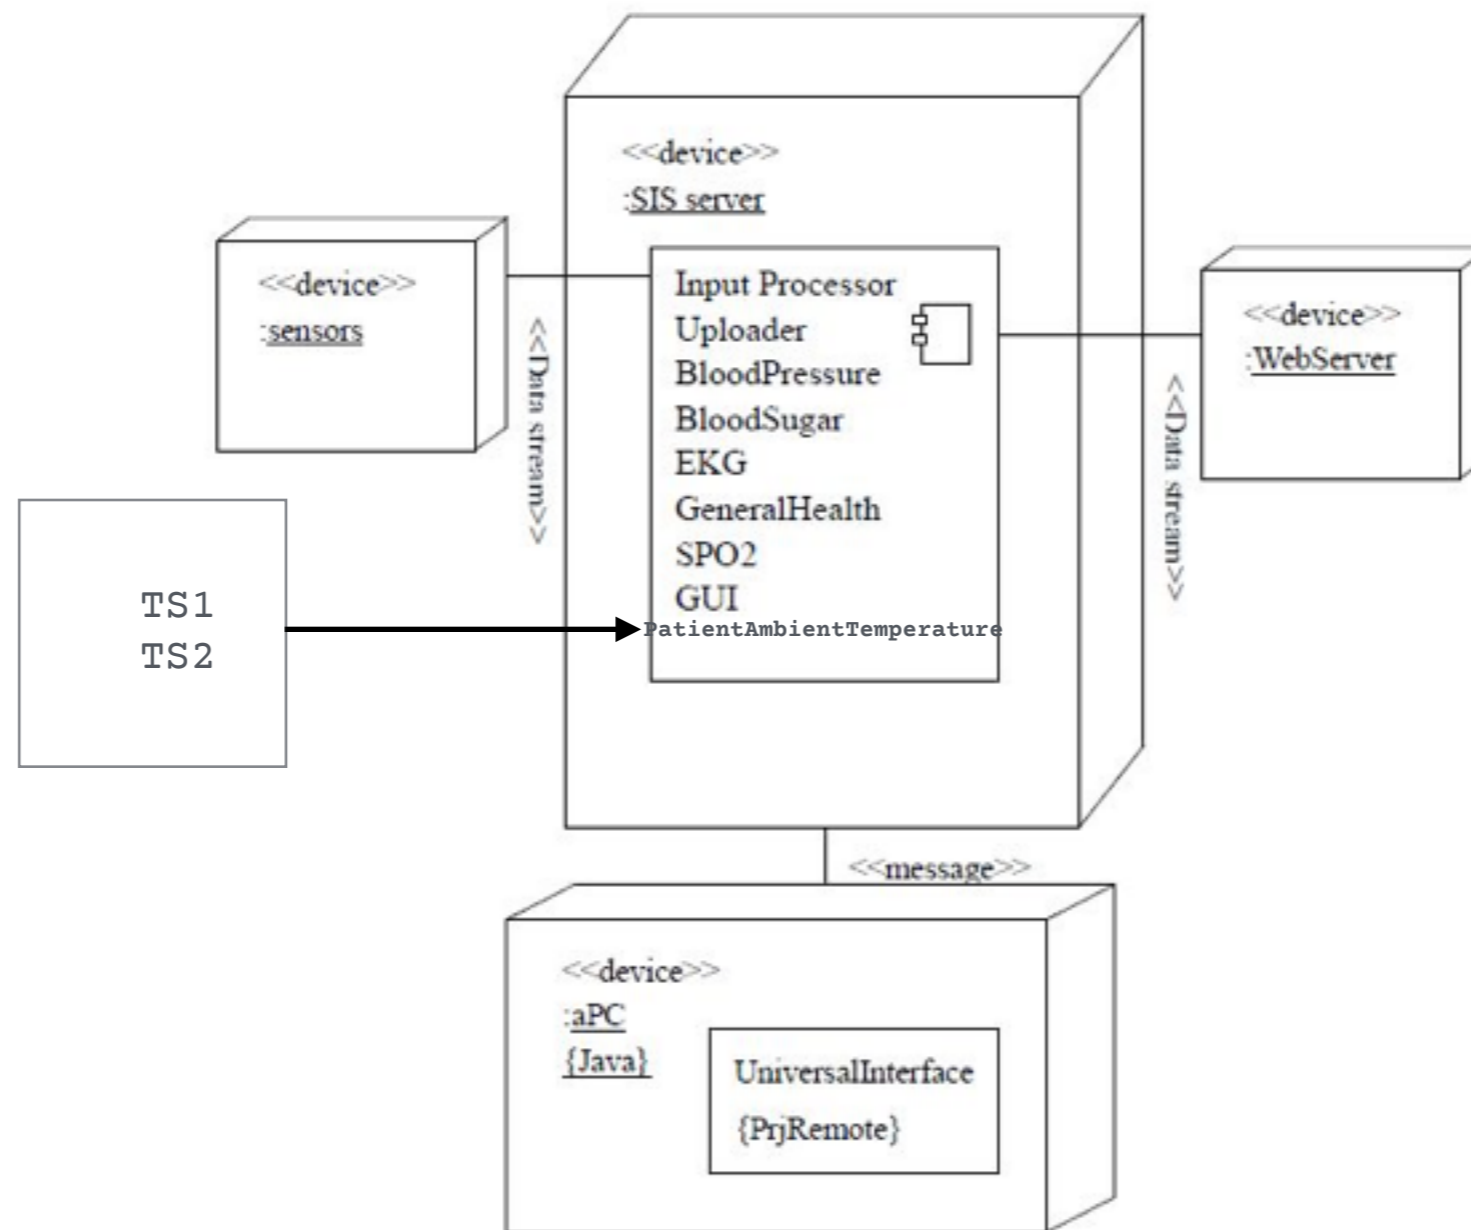 <<device>>
:SIS server
<<device>>
:sensors
<<Data stream>>
Input Processor
Uploader
BloodPressure
BloodSugar
EKG
GeneralHealth
SPO2
GUI
PatientAmbientTemperature
<<device>>
:WebServer
<<Data stream>>
TS1
TS2
<<message>>
<<device>>
:aPC
{Java}
UniversalInterface
{PrjRemote}